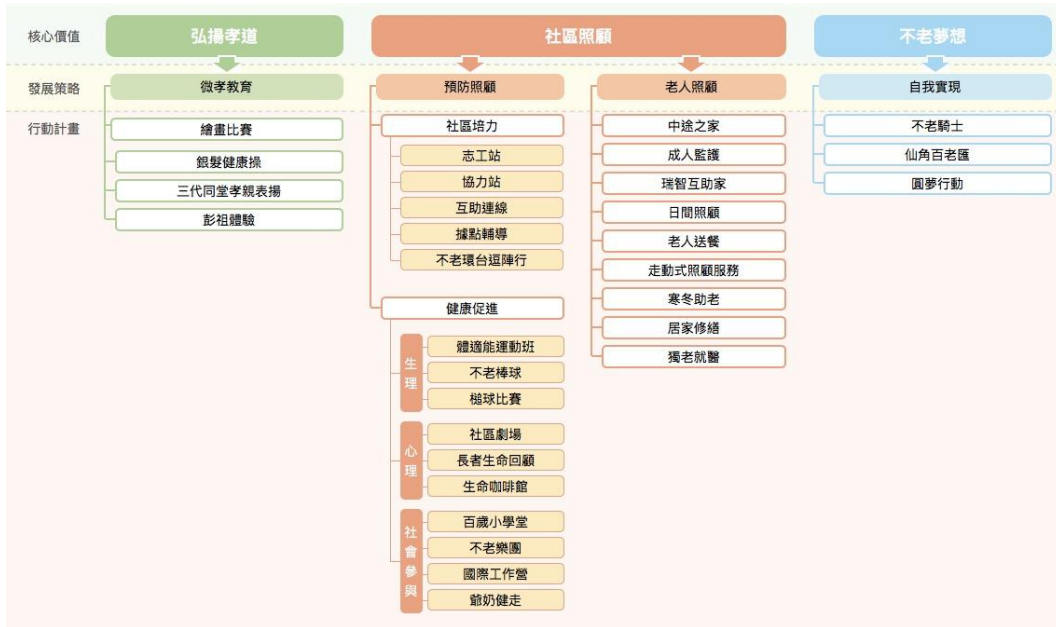 核心價值
弘揚孝道
社區照顧
不老夢想
發展策略
微孝教育
預防照顧
老人照顧
自我實現
行動計畫
繪畫比賽
銀髮健康操
三代同堂孝親表揚
彭祖體驗
社區培力
志工站
協力站
互助連線
據點輔導
不老環台逗陣行
健康促進
生理
體適能運動班
不老棒球
槌球比賽
心理
社區劇場
長者生命回顧
生命咖啡館
社會參與
百歲小學堂
不老樂團
國際工作營
爺奶健走
中途之家
成人監護
瑞智互助家
日間照顧
老人送餐
走動式照顧服務
寒冬助老
居家修繕
獨老就醫
不老騎士
仙角百老匯
圓夢行動